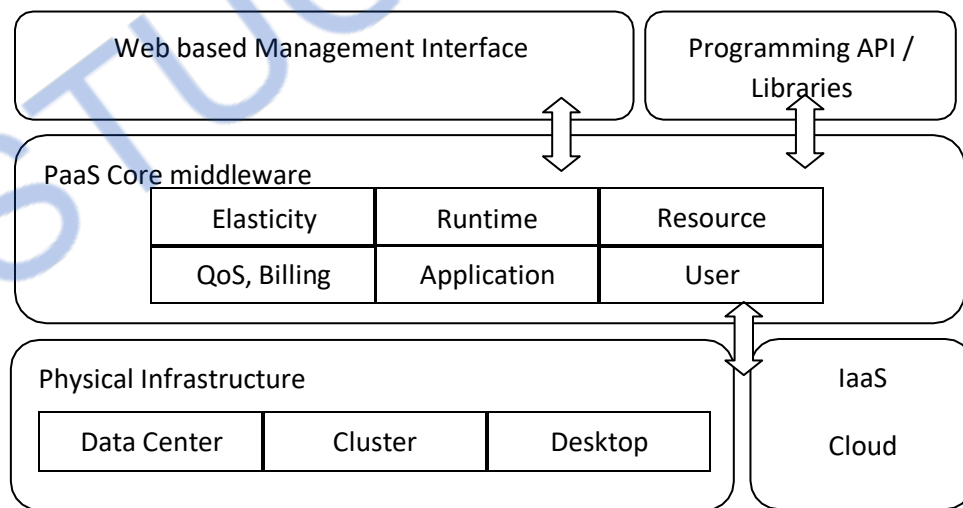 Web based Management Interface
Programming API /
Libraries
PaaS Core middleware
Elasticity
Runtime
Resource
QoS, Billing
Application
User
Physical Infrastructure
Data Center
Cluster
Desktop
IaaS
Cloud